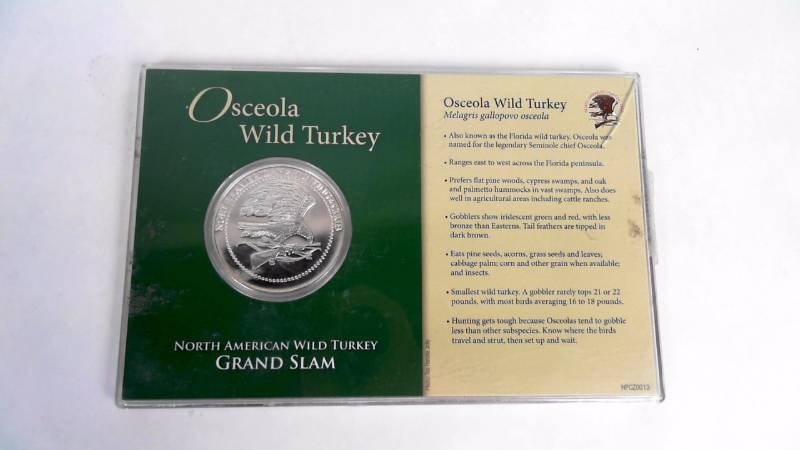 Osceola
Wild Turkey
NORTH AMERICAN WILD TURKEY
GRAND SLAM
Osceola Wild Turkey
Melagris gallopovo osceola
• Also known as the Florida wild turkey. Osceola was
named for the legendary Seminole chief Osceola.
• Ranges east to west across the Florida peninsula.
• Prefers flat pine woods, cypress swamps, and oak
and palmetto hummocks in vast swamps. Also does
well in agricultural areas including cattle ranches.
• Gobblers show iridescent green and red, with less
bronze than Easterns. Tail feathers are tipped in
dark brown.
• Eats pine seeds, acorns, grass seeds and leaves;
cabbage palm; corn and other grain when available;
and insects.
• Smallest wild turkey. A gobbler rarely tops 21 or 22
pounds, with most birds averaging 16 to 18 pounds.
• Hunting gets tough because Osceolas tend to gobble
less than other subspecies. Know where the birds
travel and strut, then set up and wait.
NPCZ0013